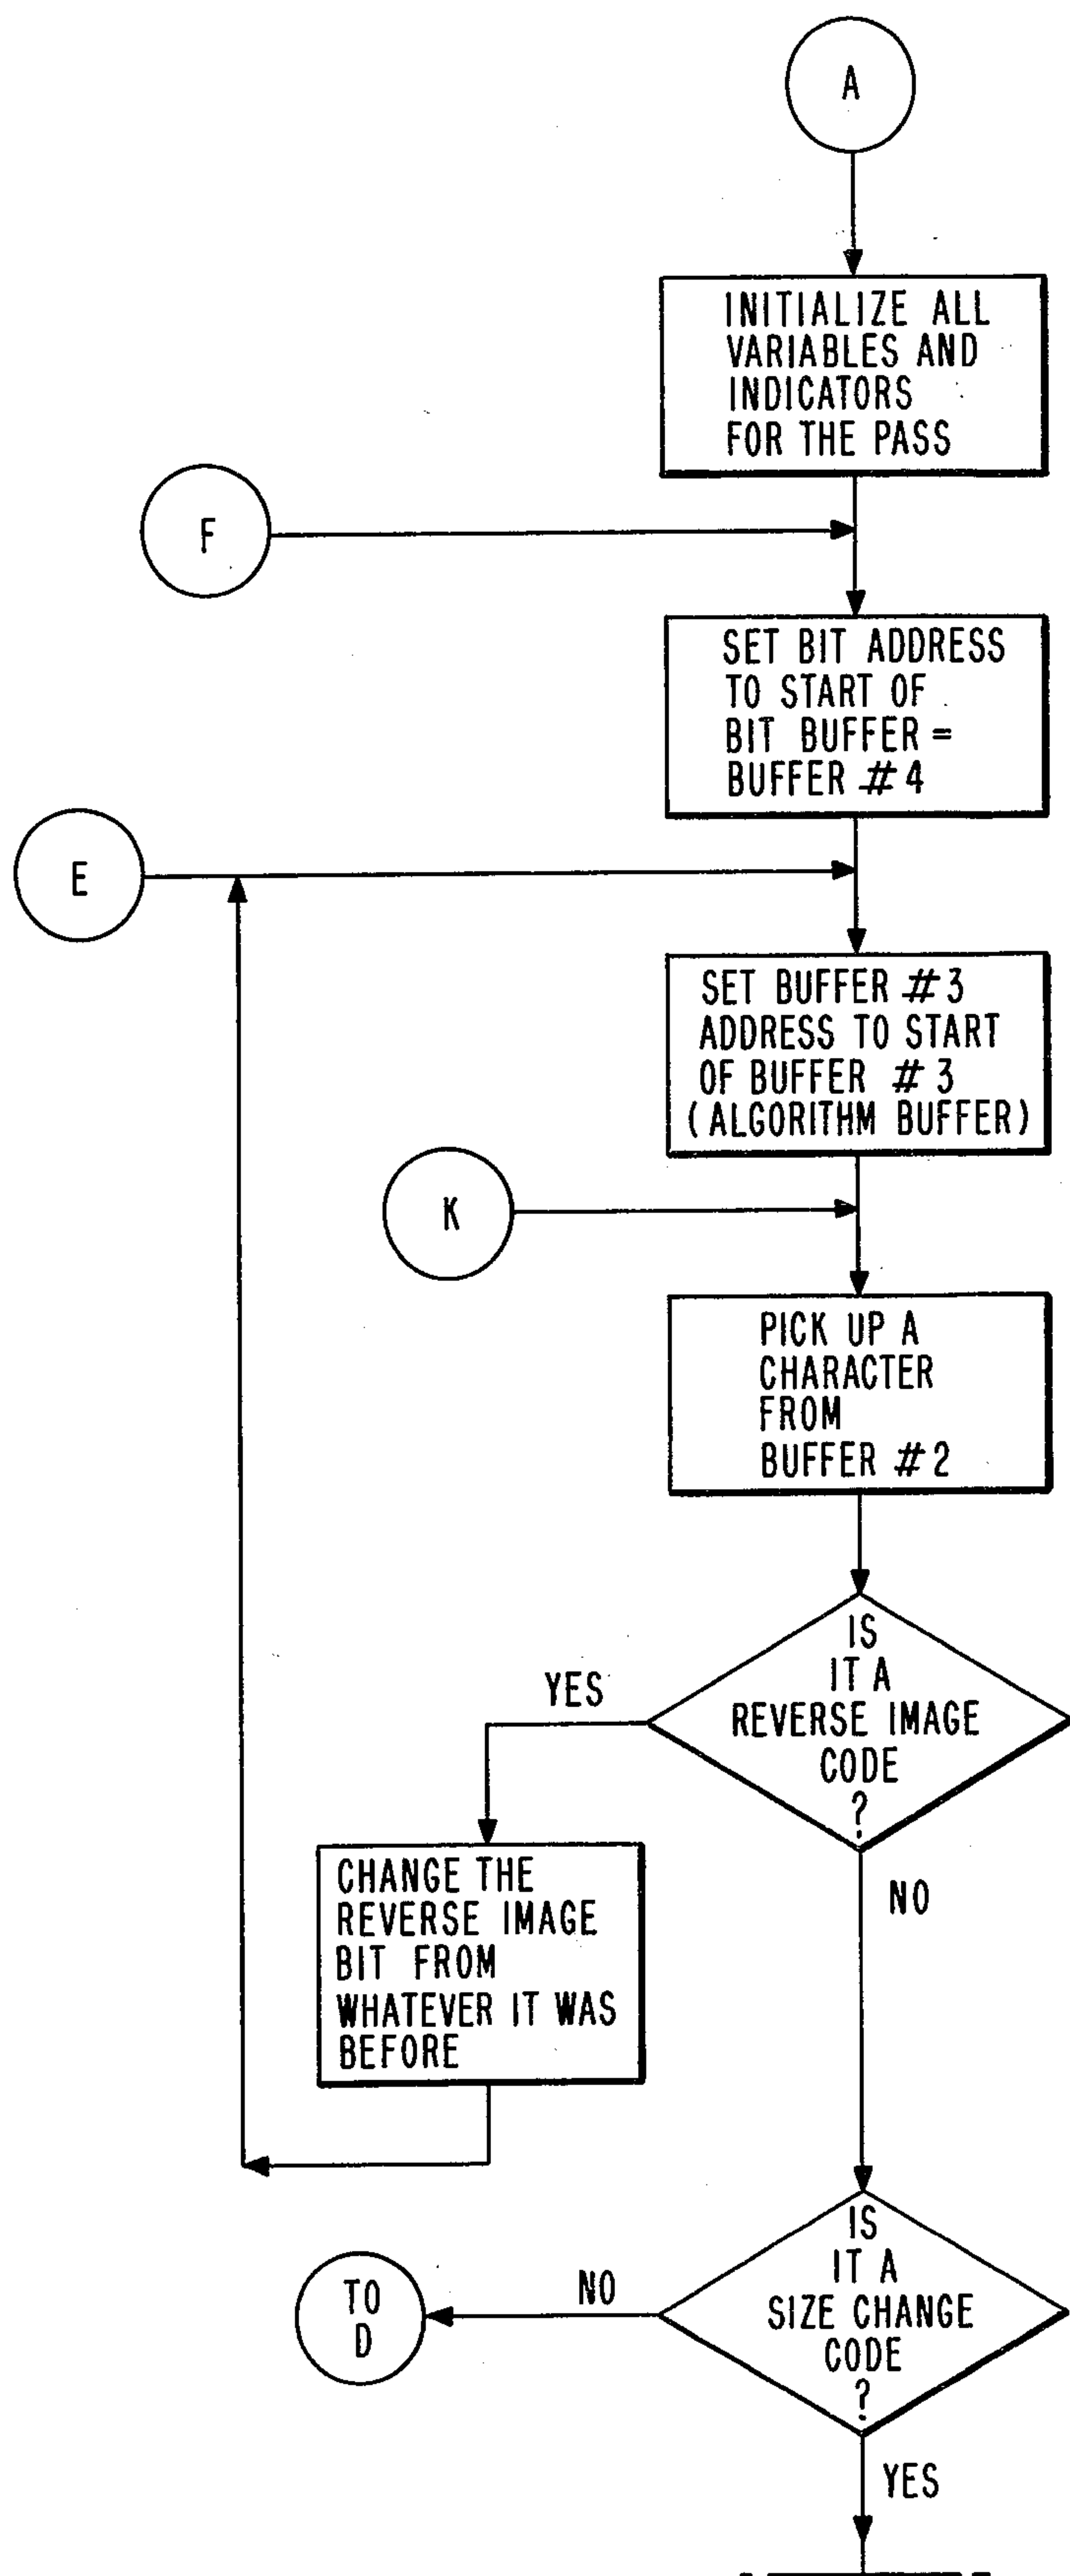 A
INITIALIZE ALL
VARIABLES AND
INDICATORS
FOR THE PASS
F
SET BIT ADDRESS
TO START OF
BIT BUFFER =
BUFFER #4
E
SET BUFFER #3
ADDRESS TO START
OF BUFFER #3
(ALGORITHM BUFFER)
K
PICK UP A
CHARACTER
FROM
BUFFER #2
IS
IT A
REVERSE IMAGE
CODE
?
YES
NO
CHANGE THE
REVERSE IMAGE
BIT FROM
WHATEVER IT WAS
BEFORE
IS
IT A
SIZE CHANGE
CODE
?
NO
TO
D
YES